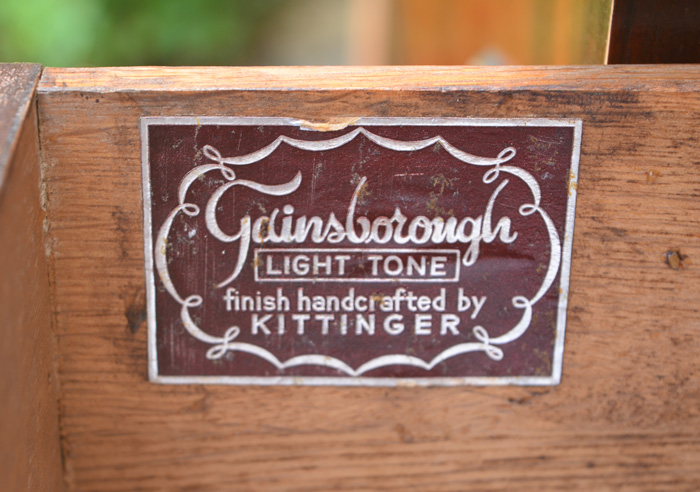 Gainsborough
LIGHT TONE
finish handcrafted by
KITTINGER